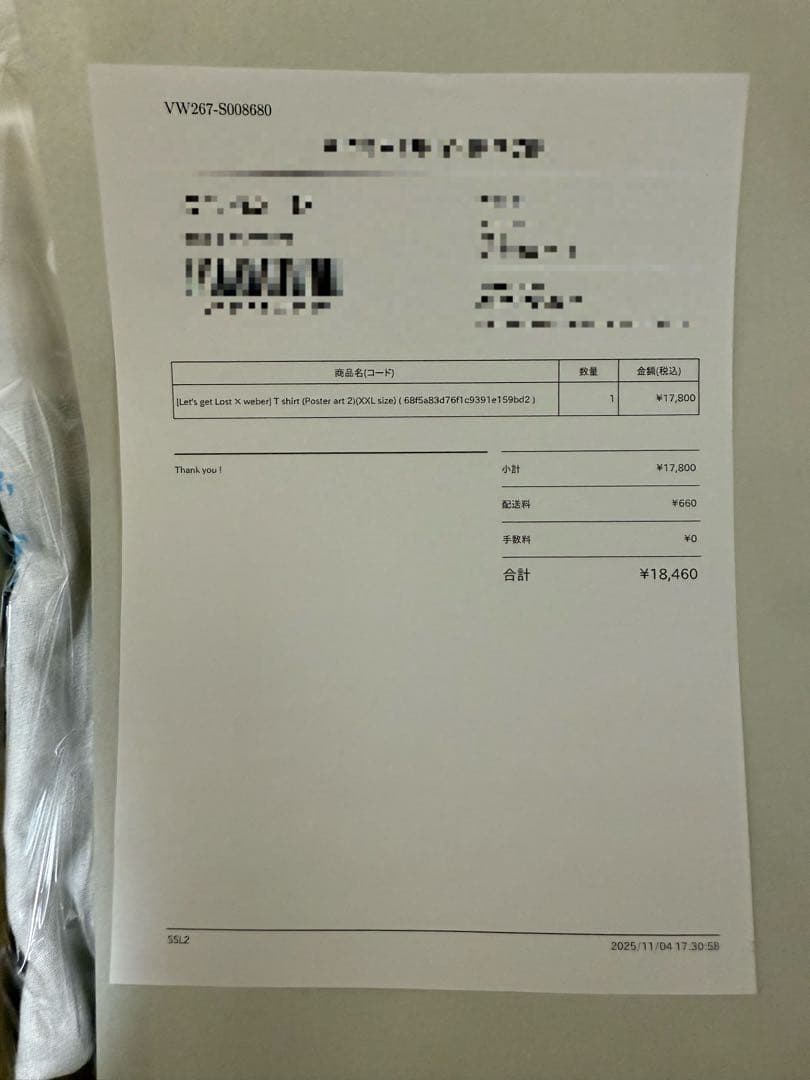 VW267-S008680
商品名(コード) 数量 金額(税込)
[Let's get Lost X weber] T shirt (Poster art 2)(XXL size) ( 68f5a83d76f1c9391e159bd2 ) 1 ¥17,800
Thank you !
小計 ¥17,800
配送料 ¥660
手数料 ¥0
合計 ¥18,460
SSL2
2025/11/04 17:30:58